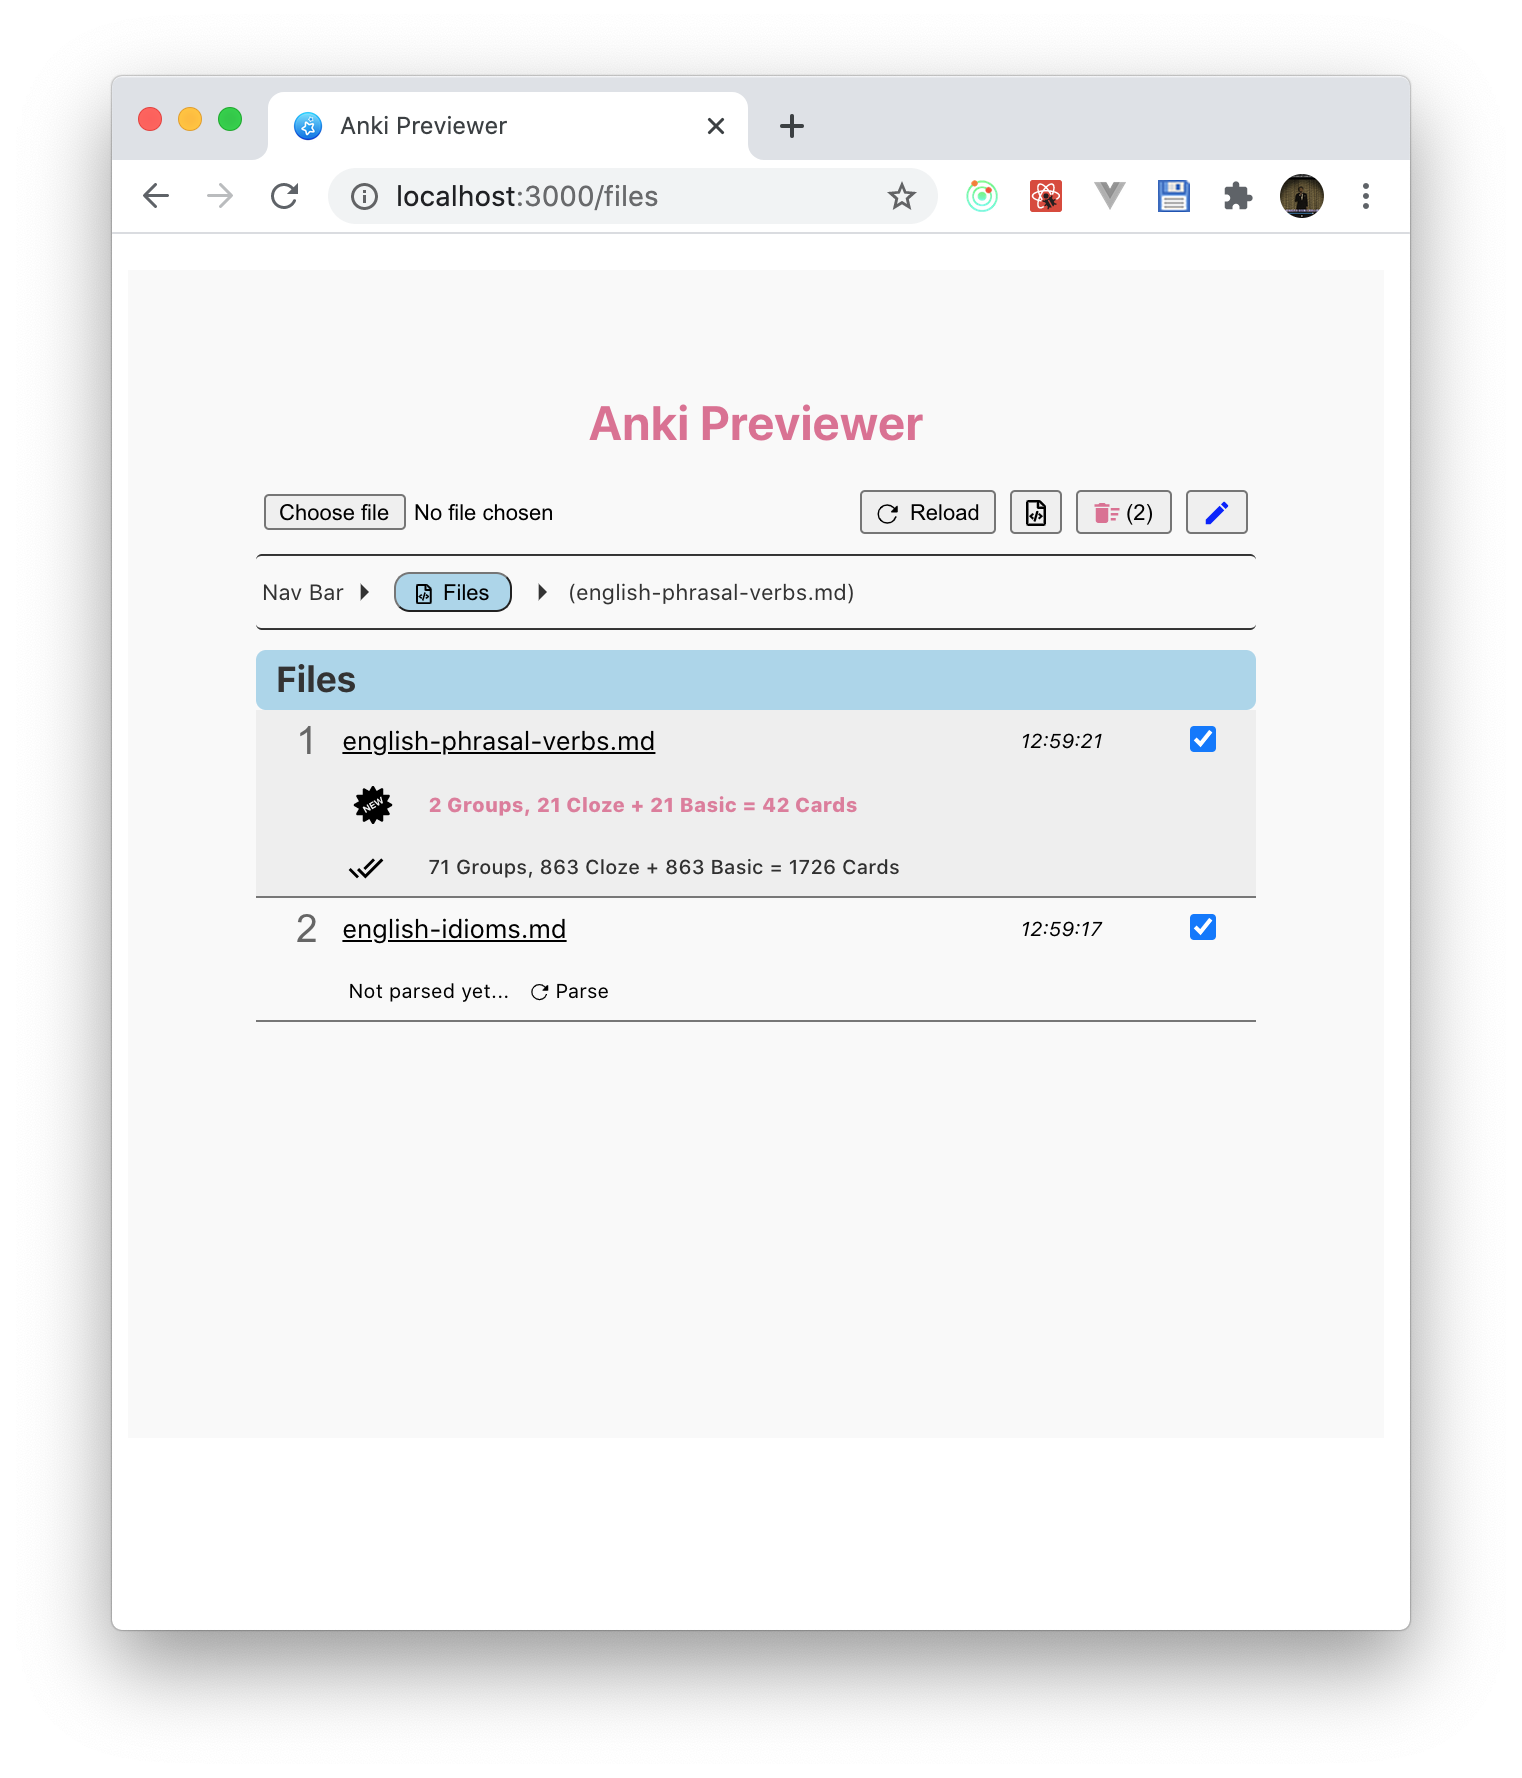 Anki Previewer
localhost:3000/files
Anki Previewer
Choose file No file chosen Reload (2)
Nav Bar Files (english-phrasal-verbs.md)
Files
1 english-phrasal-verbs.md 12:59:21
NEW 2 Groups, 21 Cloze + 21 Basic = 42 Cards
71 Groups, 863 Cloze + 863 Basic = 1726 Cards
2 english-idioms.md 12:59:17
Not parsed yet... Parse